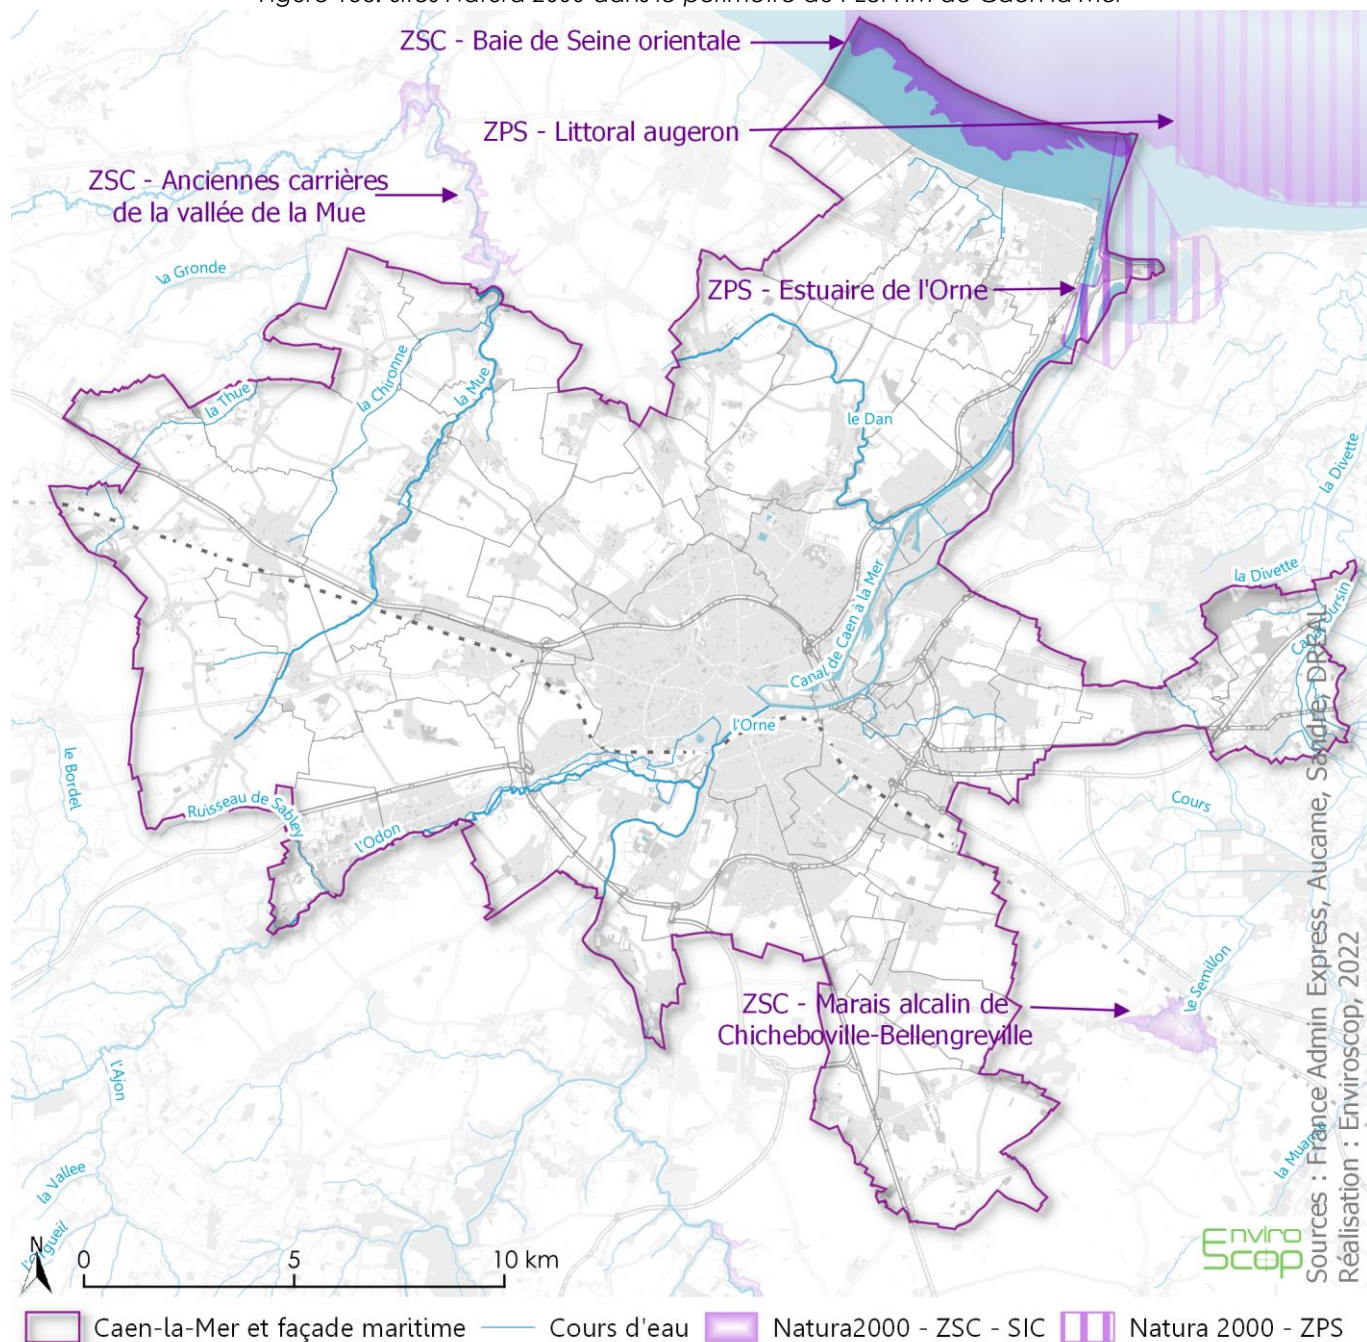 ZSC - Baie de Seine orientale
ZPS - Littoral augeron
ZSC - Anciennes carrières
de la vallée de la Mue
la Gronde
ZPS - Estuaire de l'Orne
la Thue
la Chironne
la Mue
le Dan
la Divette
la Divette
Canal de Caen à la Mer
l'Orne
le Bordel
Ruisseau de Sabley
l'Odon
Cours
ZSC - Marais alcalin de
Chicheboville-Bellengreville
le Semillon
l'Ajon
la Vallee
N
0 5 10 km
Enviro
Scop
Sources : France Admin Express, Aucame, Sandre, DREAL
Réalisation : Enviroscop, 2022
Caen-la-Mer et façade maritime
Cours d'eau
Natura2000 - ZSC - SIC
Natura 2000 - ZPS